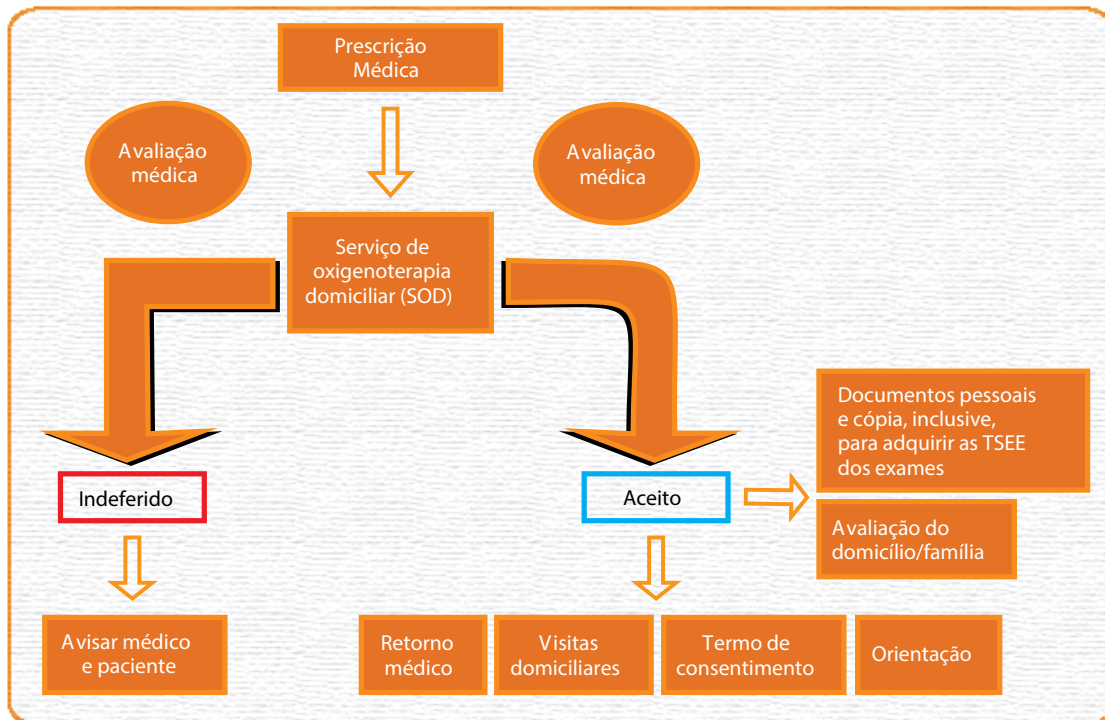 Prescrição
Médica
Avaliação
médica
Avaliação
médica
Serviço de
oxigenoterapia
domiciliar (SOD)
Documentos pessoais
e cópia, inclusive,
para adquirir as TSEE
dos exames
Indeferido
Aceito
Avaliação do
domicílio/família
Avisar médico
e paciente
Retorno
médico
Visitas
domiciliares
Termo de
consentimento
Orientação